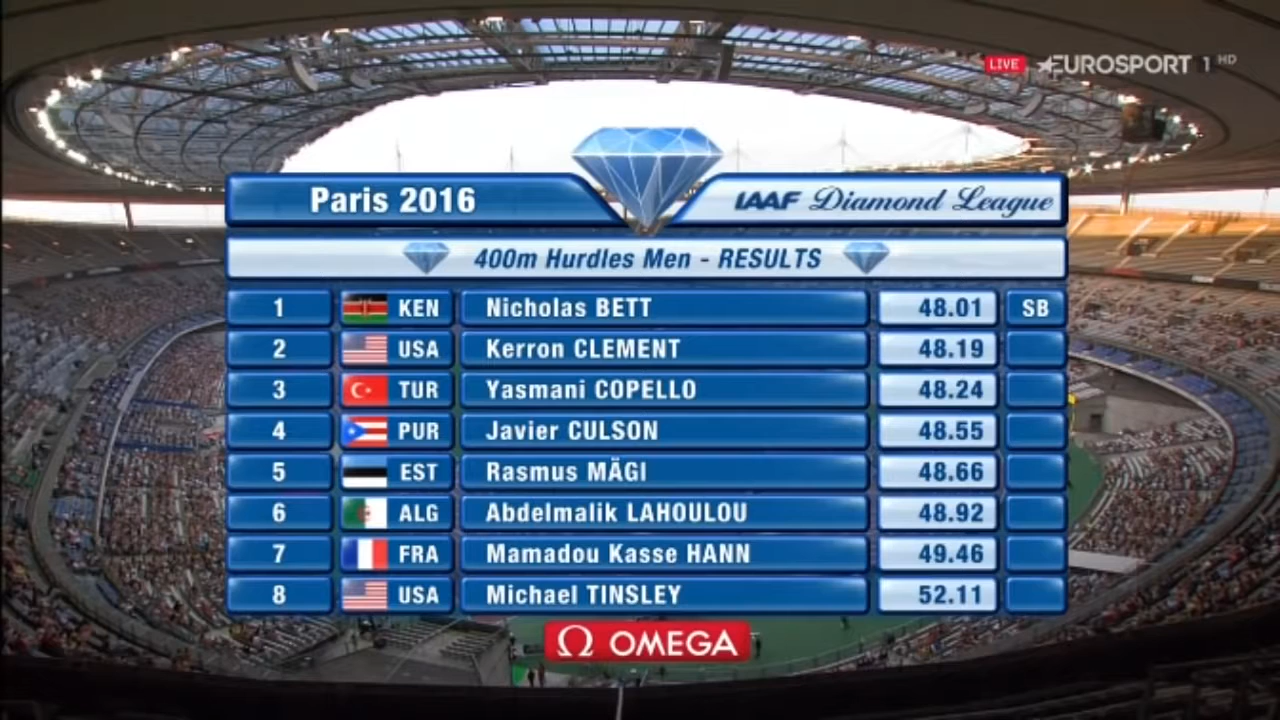 LIVE EUROSPORT 1 HD
Paris 2016 IAAF Diamond League
400m Hurdles Men - RESULTS
1 KEN Nicholas BETT 48.01 SB
2 USA Kerron CLEMENT 48.19
3 TUR Yasmani COPELLO 48.24
4 PUR Javier CULSON 48.55
5 EST Rasmus MÄGI 48.66
6 ALG Abdelmalik LAHOULOU 48.92
7 FRA Mamadou Kasse HANN 49.46
8 USA Michael TINSLEY 52.11
Ω OMEGA